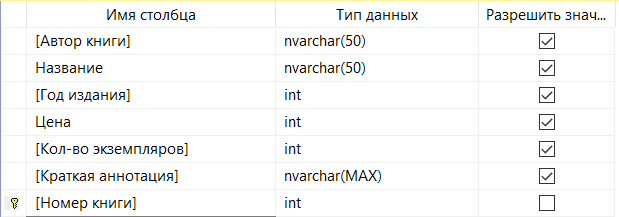 Имя столбца Тип данных Разрешить знач...
[Автор книги] nvarchar(50)
Название nvarchar(50)
[Год издания] int
Цена int
[Кол-во экземпляров] int
[Краткая аннотация] nvarchar(MAX)
[Номер книги] int